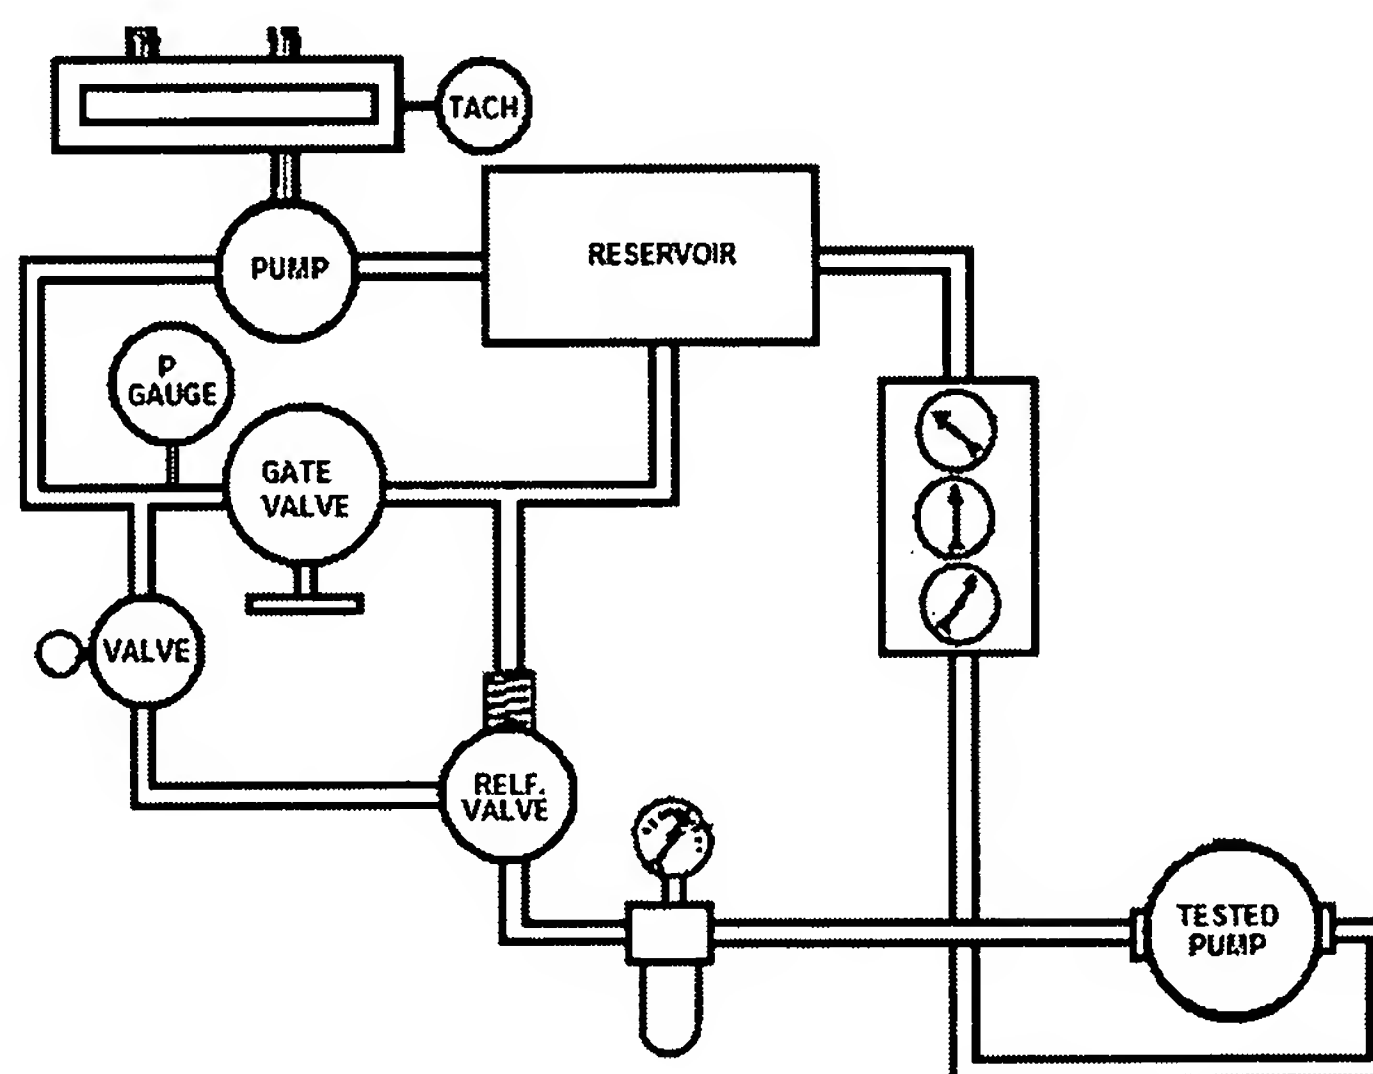 TACH
RESERVOIR
PUMP
P
GAUGE
GATE
VALVE
VALVE
RELF.
VALVE
TESTED
PUMP